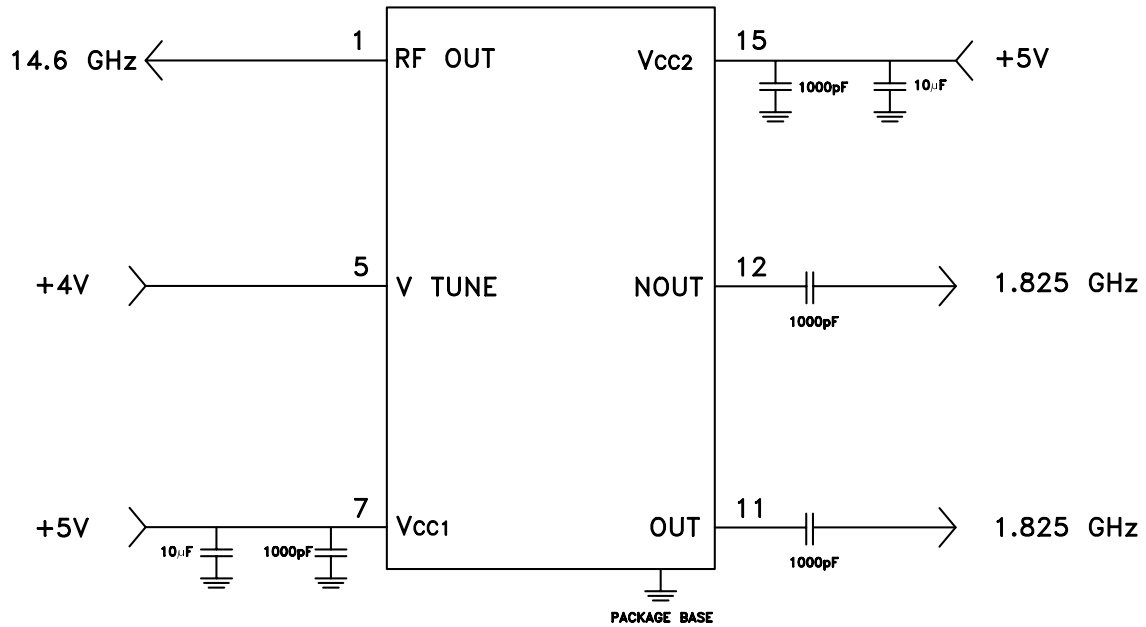 14.6 GHz
1
RF OUT
VCC2
15
+5V
1000pF
10µF
+4V
5
V TUNE
NOUT
12
1000pF
1.825 GHz
+5V
7
VCC1
10µF
1000pF
OUT
11
1000pF
1.825 GHz
PACKAGE BASE